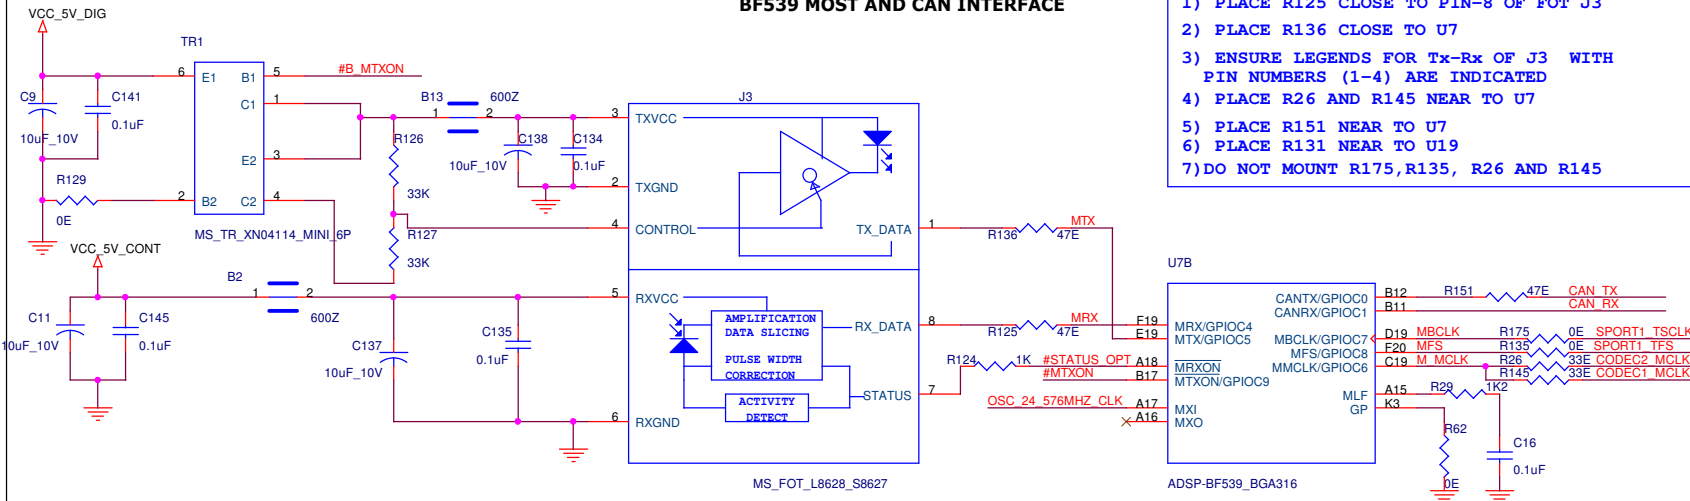 BF539 MOST AND CAN INTERFACE
1) PLACE R125 CLOSE TO PIN-8 OF FOT J3
2) PLACE R136 CLOSE TO U7
3) ENSURE LEGENDS FOR Tx-Rx OF J3 WITH
PIN NUMBERS (1-4) ARE INDICATED
4) PLACE R26 AND R145 NEAR TO U7
5) PLACE R151 NEAR TO U7
6) PLACE R131 NEAR TO U19
7)DO NOT MOUNT R175,R135, R26 AND R145
VCC_5V_DIG
C9
10uF_10V
C141
0.1uF
R129
0E
TR1
6 E1 B1 5
C1 1
E2 3
2 B2 C2 4
MS_TR_XN04114_MINI_6P
#B_MTXON
B13 600Z
1 2
R126
33K
R127
33K
C138
10uF_10V
C134
0.1uF
VCC_5V_CONT
C11
10uF_10V
C145
0.1uF
B2
1 2
600Z
C137
10uF_10V
C135
0.1uF
J3
3 TXVCC
2 TXGND
4 CONTROL
TX_DATA 1
5 RXVCC
RX_DATA 8
AMPLIFICATION
DATA SLICING
PULSE WIDTH
CORRECTION
ACTIVITY
DETECT
STATUS 7
6 RXGND
MS_FOT_L8628_S8627
R136 47E MTX
R125 47E MRX
R124 1K #STATUS_OPT
#MTXON
OSC_24_576MHZ_CLK
U7B
E19 MRX/GPIOC4
E19 MTX/GPIOC5
A18 MRXON
B17 MTXON/GPIOC9
A17 MXI
A16 MXO
CANTX/GPIOC0 B12
CANRX/GPIOC1 B11
MBCLK/GPIOC7 D19
MFS/GPIOC8 F20
MMCLK/GPIOC6 C19
MLF A15
GP K3
ADSP-BF539_BGA316
R151 47E CAN_TX
CAN_RX
MBCLK R175 0E SPORT1_TSCLK
MFS R135 0E SPORT1_TFS
M_MCLK R26 33E CODEC2_MCLK
R145 33E CODEC1_MCLK
R29 1K2
R62
0E
C16
0.1uF